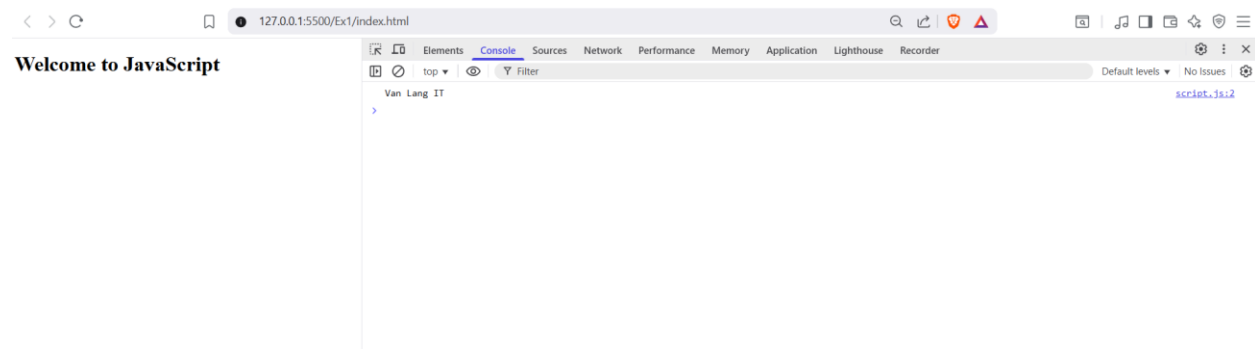 127.0.0.1:5500/Ex1/index.html
Welcome to JavaScript
Elements Console Sources Network Performance Memory Application Lighthouse Recorder
top Filter Default levels No Issues
Van Lang IT script.js:2